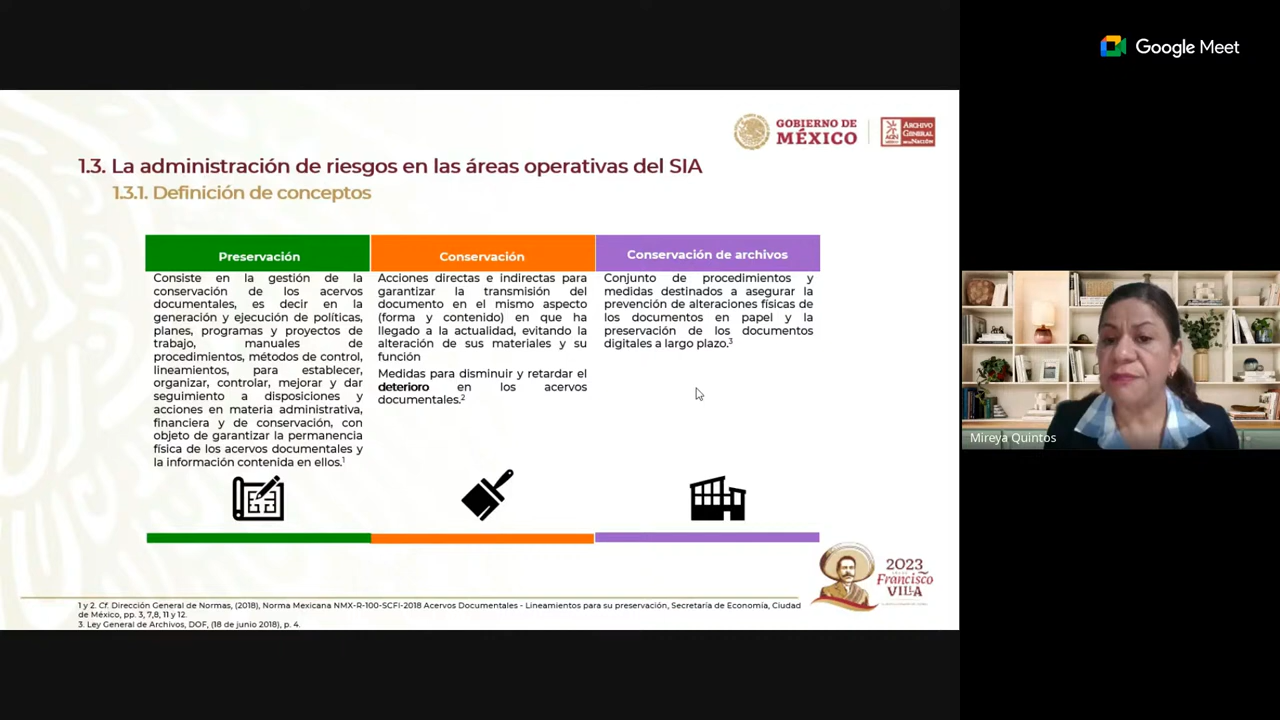 Google Meet
GOBIERNO DE
MÉXICO
ARCHIVO
GENERAL
DE LA NACIÓN
1.3. La administración de riesgos en las áreas operativas del SIA
1.3.1. Definición de conceptos
Preservación
Consiste en la gestión de la
conservación de los acervos
documentales, es decir en la
generación y ejecución de políticas,
planes, programas y proyectos de
trabajo, manuales de
procedimientos, métodos de control,
lineamientos, para establecer,
organizar, controlar, mejorar y dar
seguimiento a disposiciones y
acciones en materia administrativa,
financiera y de conservación, con
objeto de garantizar la permanencia
física de los acervos documentales y
la información contenida en ellos.¹
Conservación
Acciones directas e indirectas para
garantizar la transmisión del
documento en el mismo aspecto
(forma y contenido) en que ha
llegado a la actualidad, evitando la
alteración de sus materiales y su
función
Medidas para disminuir y retardar el
deterioro en los acervos
documentales.²
Conservación de archivos
Conjunto de procedimientos y
medidas destinados a asegurar la
prevención de alteraciones físicas de
los documentos en papel y la
preservación de los documentos
digitales a largo plazo.³
Mireya Quintos
2023
Francisco
VILLA
1 y 2. Cf. Dirección General de Normas, (2018), Norma Mexicana NMX-R-100-SCFI-2018 Acervos Documentales - Lineamientos para su preservación, Secretaría de Economía, Ciudad
de México, pp. 3, 7,8, 11 y 12.
3. Ley General de Archivos, DOF, (18 de junio 2018), p. 4.